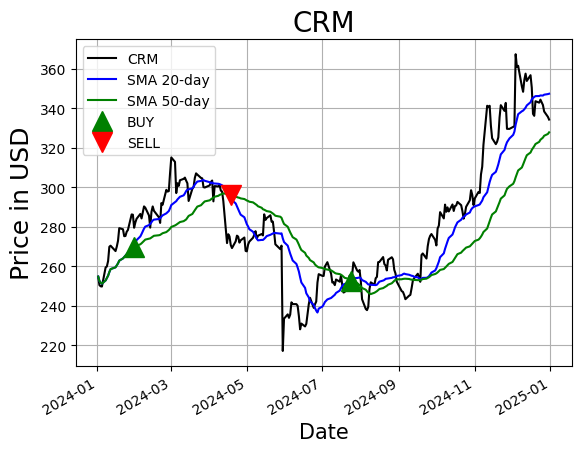 CRM
CRM
SMA 20-day
SMA 50-day
BUY
SELL
Price in USD
360
340
320
300
280
260
240
220
2024-01
2024-03
2024-05
2024-07
2024-09
2024-11
2025-01
Date